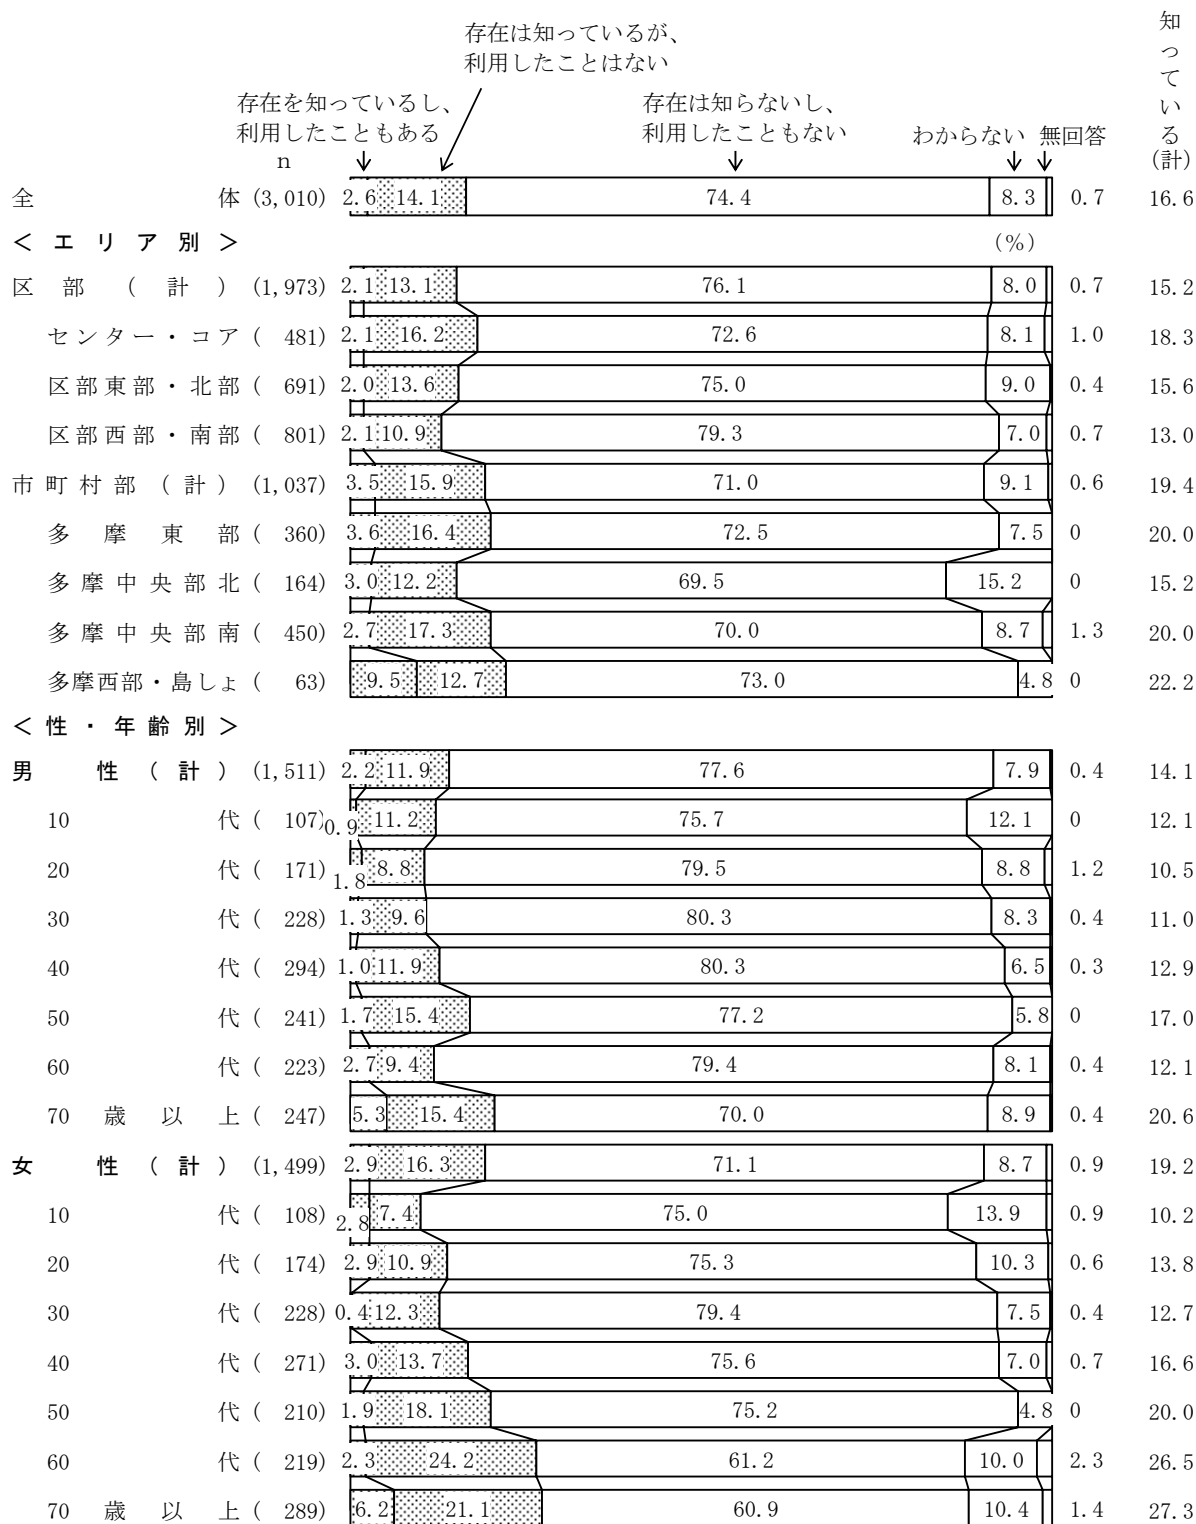 存在は知っているが、
利用したことはない
知っている
(計)
存在を知っているし、
利用したこともある
存在は知らないし、
利用したこともない
わからない 無回答
n
全体 (3,010) 2.6 14.1 74.4 8.3 0.7 16.6
＜エリア別＞ (%)
区部（計） (1,973) 2.1 13.1 76.1 8.0 0.7 15.2
センター・コア ( 481) 2.1 16.2 72.6 8.1 1.0 18.3
区部東部・北部 ( 691) 2.0 13.6 75.0 9.0 0.4 15.6
区部西部・南部 ( 801) 2.1 10.9 79.3 7.0 0.7 13.0
市町村部（計） (1,037) 3.5 15.9 71.0 9.1 0.6 19.4
多摩東部 ( 360) 3.6 16.4 72.5 7.5 0 20.0
多摩中央部北 ( 164) 3.0 12.2 69.5 15.2 0 15.2
多摩中央部南 ( 450) 2.7 17.3 70.0 8.7 1.3 20.0
多摩西部・島しょ ( 63) 9.5 12.7 73.0 4.8 0 22.2
＜性・年齢別＞
男性（計） (1,511) 2.2 11.9 77.6 7.9 0.4 14.1
10代 ( 107) 0.9 11.2 75.7 12.1 0 12.1
20代 ( 171) 1.8 8.8 79.5 8.8 1.2 10.5
30代 ( 228) 1.3 9.6 80.3 8.3 0.4 11.0
40代 ( 294) 1.0 11.9 80.3 6.5 0.3 12.9
50代 ( 241) 1.7 15.4 77.2 5.8 0 17.0
60代 ( 223) 2.7 9.4 79.4 8.1 0.4 12.1
70歳以上 ( 247) 5.3 15.4 70.0 8.9 0.4 20.6
女性（計） (1,499) 2.9 16.3 71.1 8.7 0.9 19.2
10代 ( 108) 2.8 7.4 75.0 13.9 0.9 10.2
20代 ( 174) 2.9 10.9 75.3 10.3 0.6 13.8
30代 ( 228) 0.4 12.3 79.4 7.5 0.4 12.7
40代 ( 271) 3.0 13.7 75.6 7.0 0.7 16.6
50代 ( 210) 1.9 18.1 75.2 4.8 0 20.0
60代 ( 219) 2.3 24.2 61.2 10.0 2.3 26.5
70歳以上 ( 289) 6.2 21.1 60.9 10.4 1.4 27.3